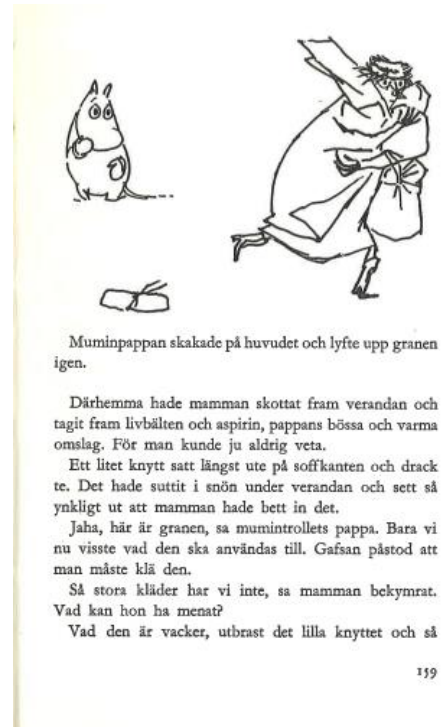 Muminpappan skakade på huvudet och lyfte upp granen
igen.
Därhemma hade mamman skottat fram verandan och
tagit fram livbälten och aspirin, pappans bössa och varma
omslag. För man kunde ju aldrig veta.
Ett litet knytt satt längst ute på soffkanten och drack
te. Det hade suttit i snön under verandan och sett så
ynkligt ut att mamman hade bett in det.
Jaha, här är granen, sa mumintrollets pappa. Bara vi
nu visste vad den ska användas till. Gafsan påstod att
man måste klä den.
Så stora kläder har vi inte, sa mamman bekymrat.
Vad kan hon ha menat?
Vad den är vacker, utbrast det lilla knyttet och så
159